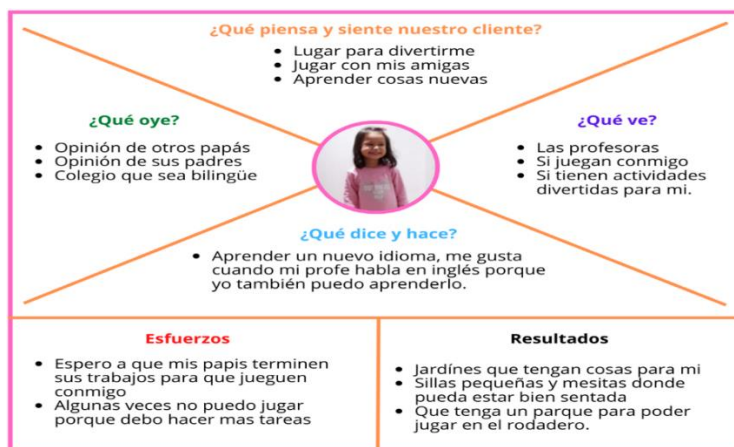 ¿Qué piensa y siente nuestro cliente?
Lugar para divertirme
Jugar con mis amigas
Aprender cosas nuevas
¿Qué oye?
Opinión de otros papás
Opinión de sus padres
Colegio que sea bilingüe
¿Qué ve?
Las profesoras
Si juegan conmigo
Si tienen actividades
divertidas para mi.
¿Qué dice y hace?
Aprender un nuevo idioma, me gusta
cuando mi profe habla en inglés porque
yo también puedo aprenderlo.
Esfuerzos
Espero a que mis papis terminen
sus trabajos para que jueguen
conmigo
Algunas veces no puedo jugar
porque debo hacer mas tareas
Resultados
Jardínes que tengan cosas para mi
Sillas pequeñas y mesitas donde
pueda estar bien sentada
Que tenga un parque para poder
jugar en el rodadero.